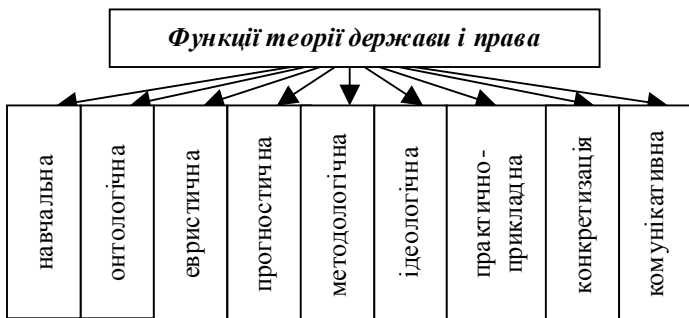 Функції теорії держави і права
навчальна
онтологічна
евристична
прогностична
методологічна
ідеологічна
практично-
прикладна
конкретизація
комунікативна